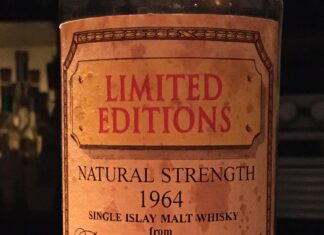 LIMITED
EDITIONS
NATURAL STRENGTH
1964
SINGLE ISLAY MALT WHISKY
from